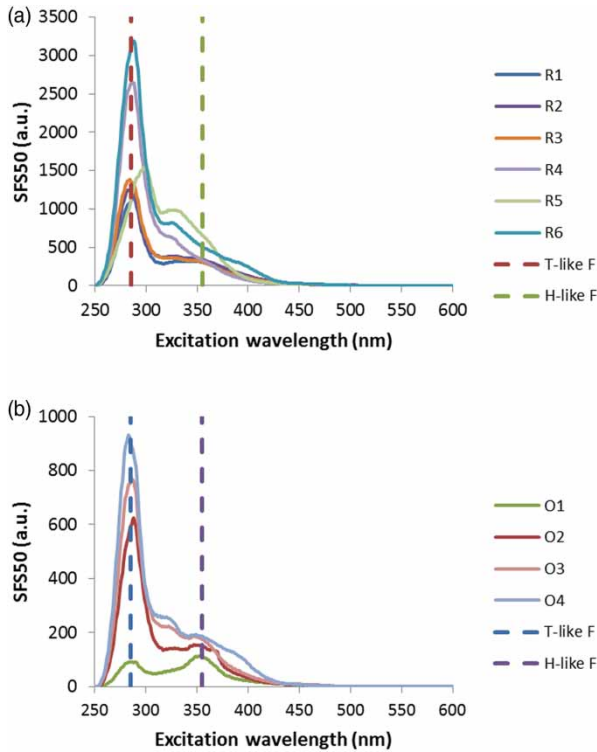 (a)
3500
3000
2500
2000
1500
1000
500
0
SFS50 (a.u.)
250 300 350 400 450 500 550 600
Excitation wavelength (nm)
R1
R2
R3
R4
R5
R6
T-like F
H-like F
(b)
1000
800
600
400
200
0
SFS50 (a.u.)
250 300 350 400 450 500 550 600
Excitation wavelength (nm)
O1
O2
O3
O4
T-like F
H-like F